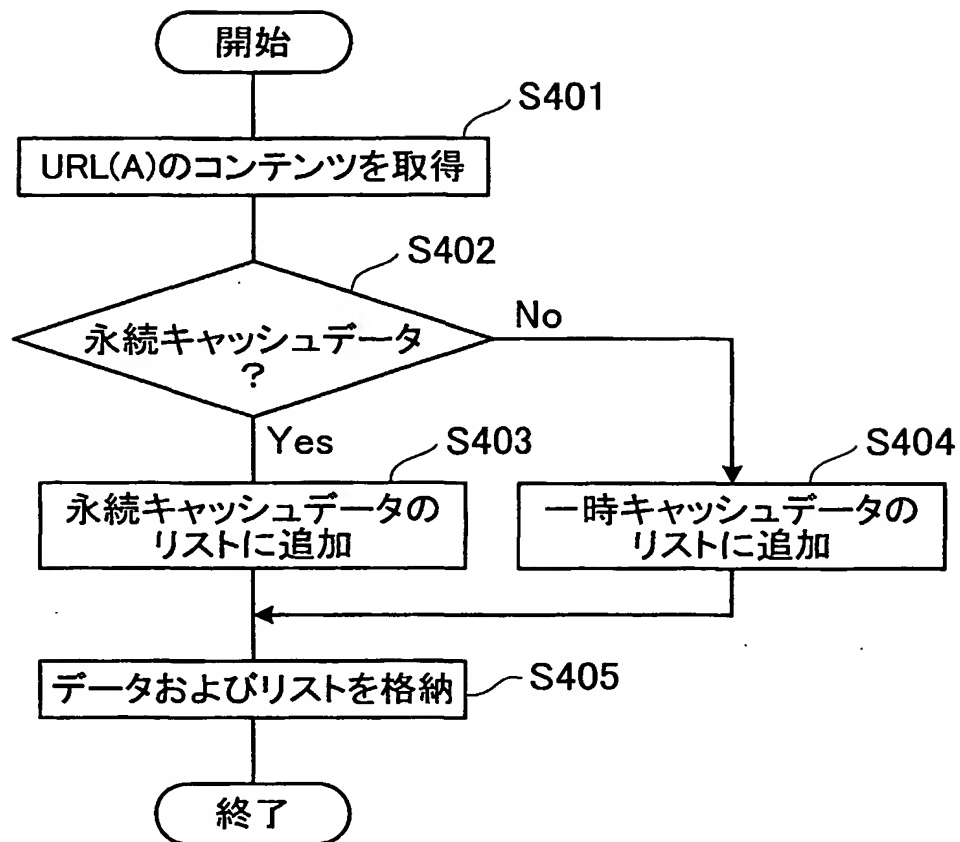 開始
S401
URL(A)のコンテンツを取得
S402
永続キャッシュデータ
?
No
Yes
S403
永続キャッシュデータの
リストに追加
S404
一時キャッシュデータの
リストに追加
データおよびリストを格納
S405
終了